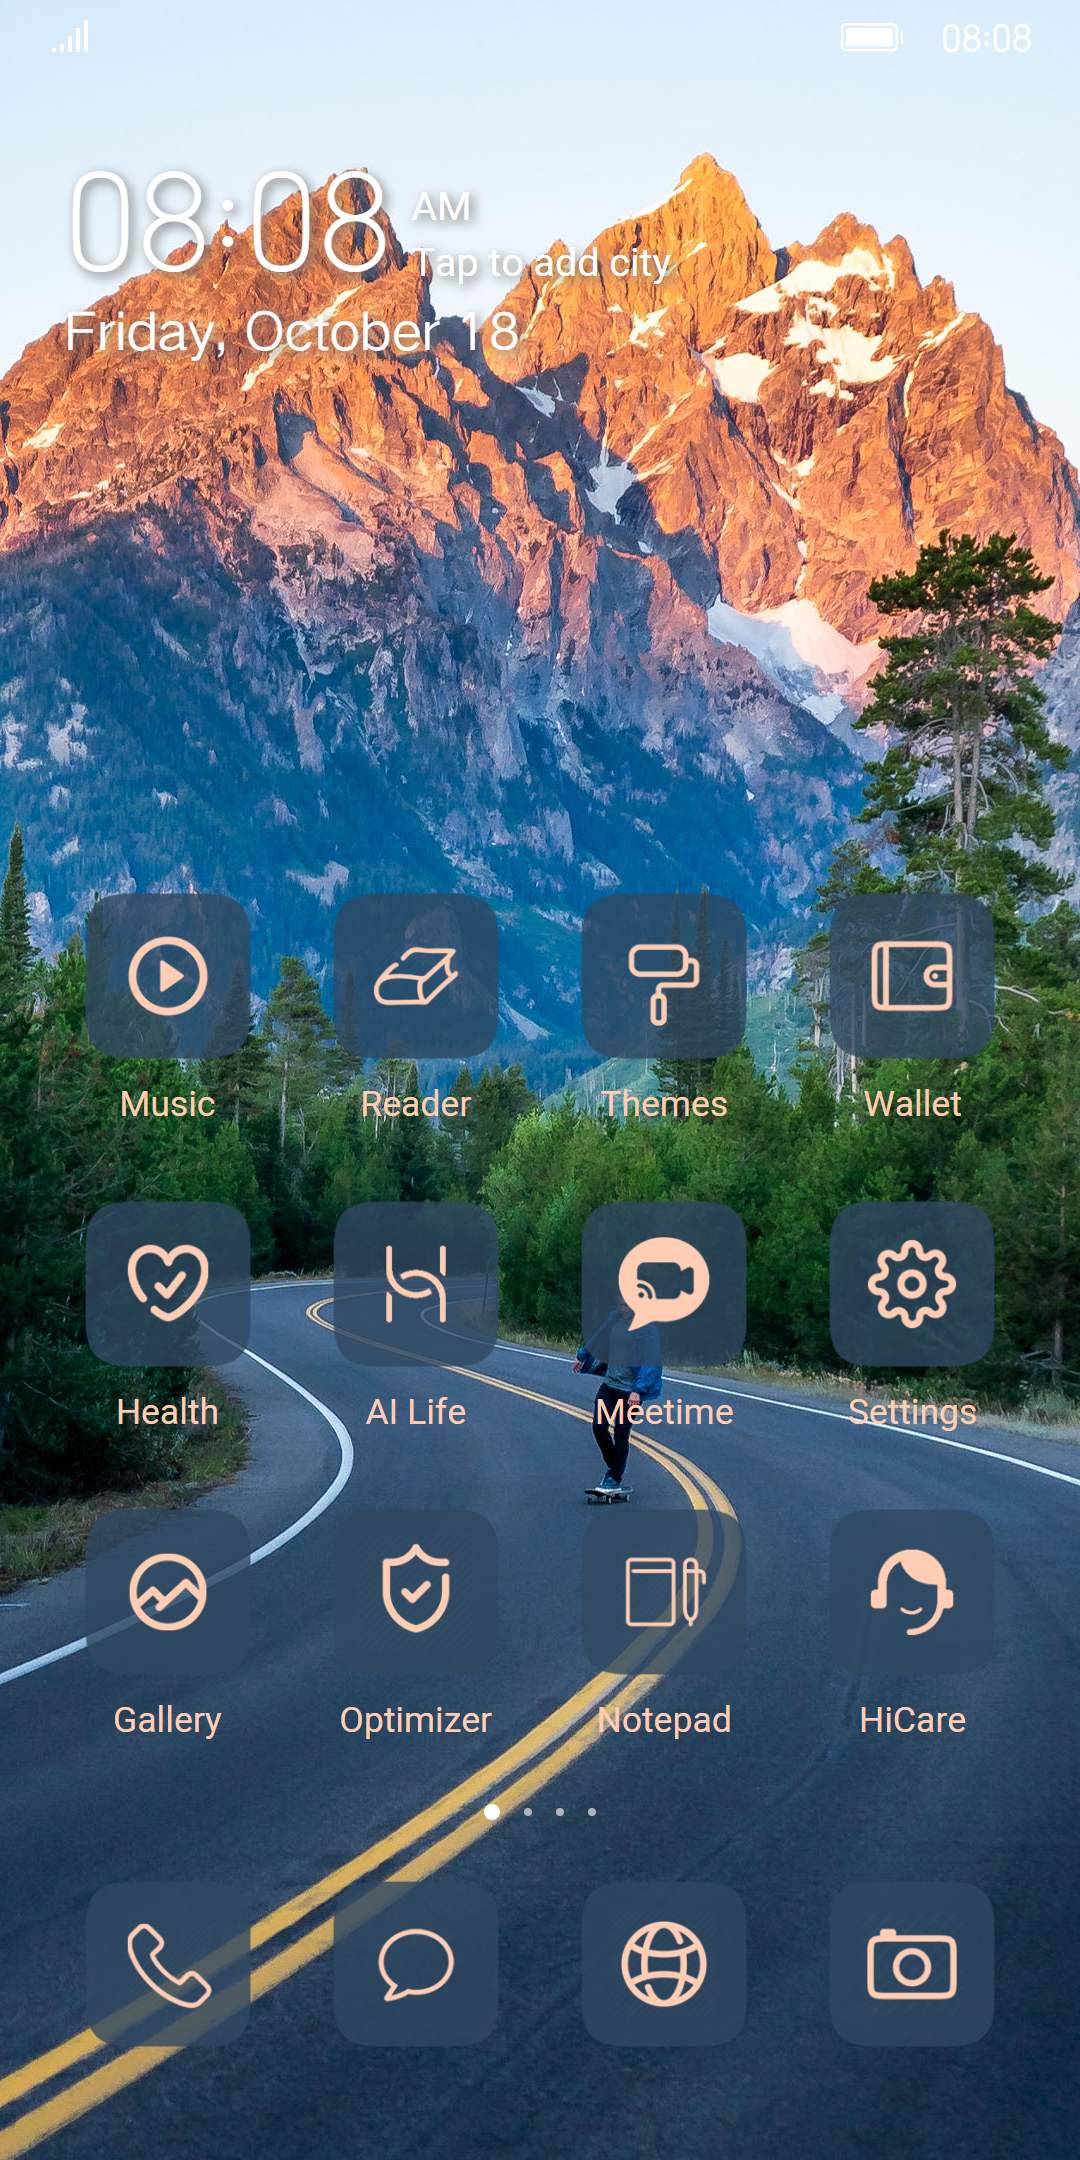 08:08
08:08 AM
Tap to add city
Friday, October 18
Music Reader Themes Wallet
Health AI Life Meetime Settings
Gallery Optimizer Notepad HiCare